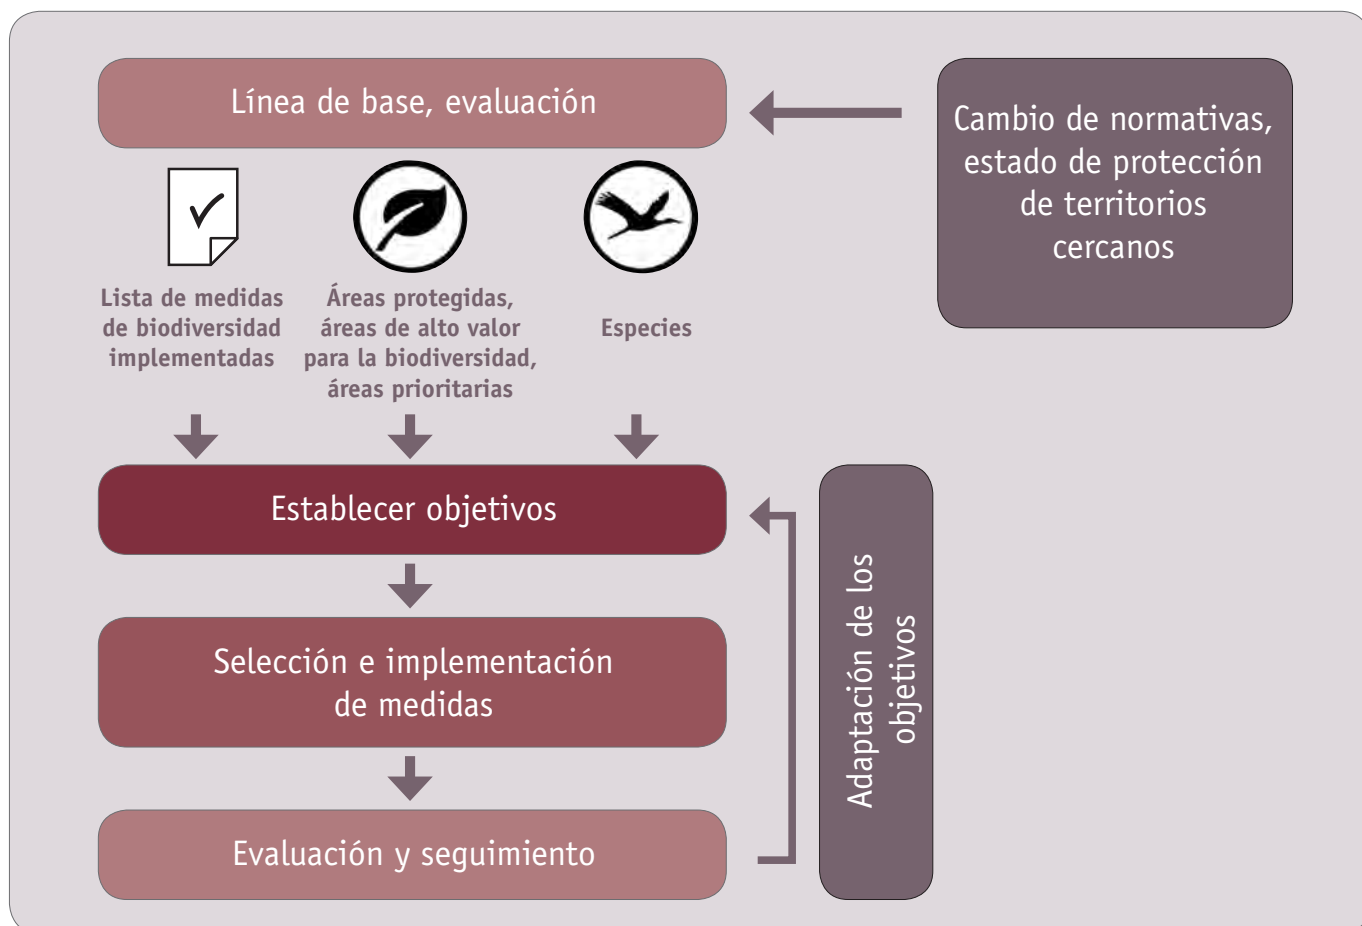 Línea de base, evaluación
Cambio de normativas,
estado de protección
de territorios
cercanos
Lista de medidas
de biodiversidad
implementadas
Áreas protegidas,
áreas de alto valor
para la biodiversidad,
áreas prioritarias
Especies
Establecer objetivos
Selección e implementación
de medidas
Evaluación y seguimiento
Adaptación de los
objetivos